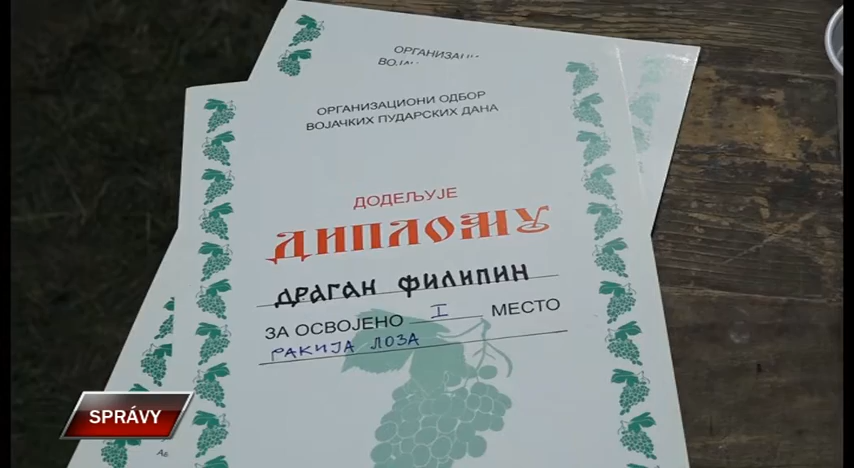 ОРГАНИЗАЦИОНИ ОДБОР
ВОЈАЧКИХ ПУДАРСКИХ ДАНА
ДОДЕЉУЈЕ
ДИПЛОМУ
ДРАГАН ФИЛИПИН
ЗА ОСВОЈЕНО I МЕСТО
РАКИЈА ЛОЗА
SPRÁVY